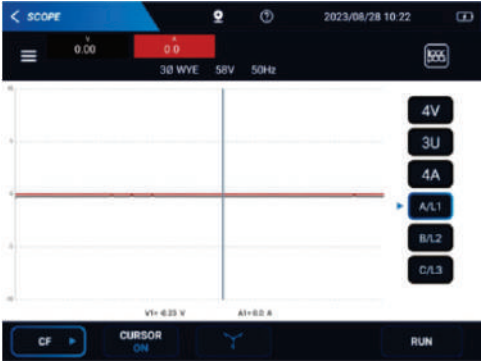 SCOPE 2023/08/28 10:22
V A
0.00 0.0
3Ø WYE 58V 50Hz
4V
3U
4A
A/L1
B/L2
C/L3
V1= -0.23 V A1=0.0 A
CF CURSOR ON RUN